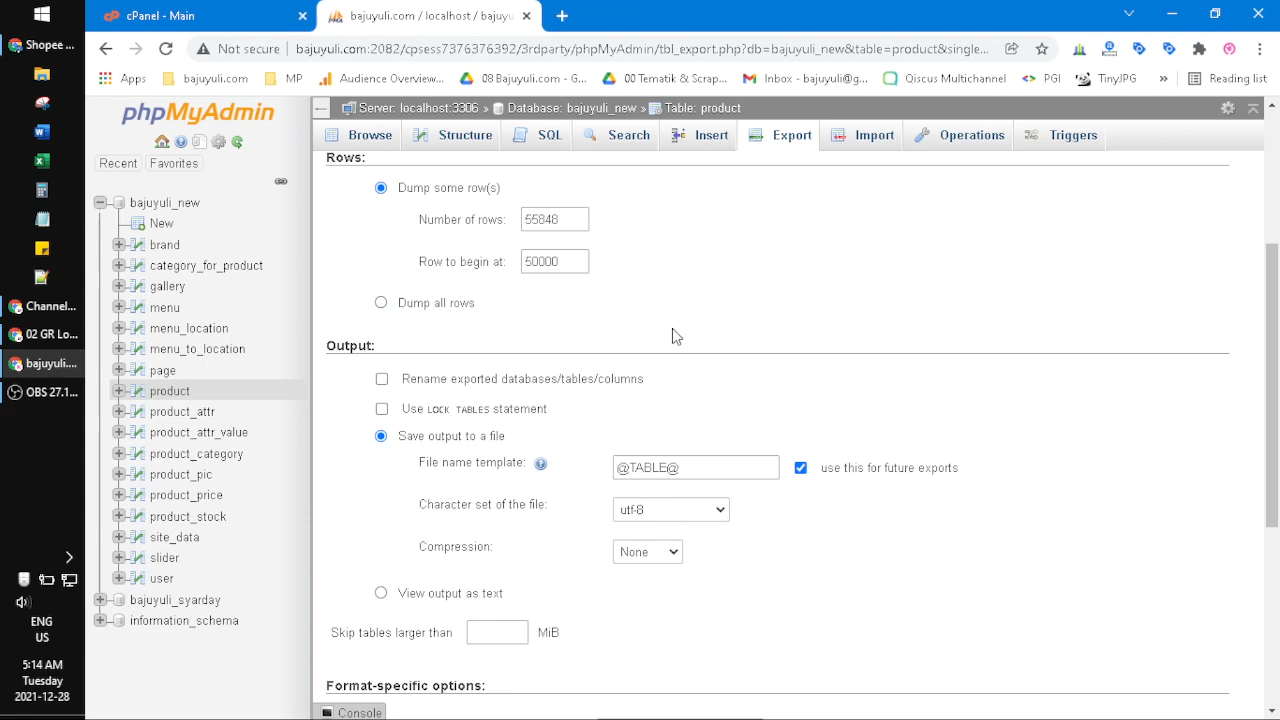 cPanel - Main
bajuyuli.com / localhost / bajuyu
Shopee ...
Not secure
bajuyuli.com:2082/cpsess7376376392/3rdparty/phpMyAdmin/tbl_export.php?db=bajuyuli_new&table=product&single...
Apps
bajuyuli.com
MP
Audience Overview...
08 Bajuyuli.com - G...
00 Tematik & Scrap...
Inbox - bajuyuli@g...
Qiscus Multichannel
PGI
TinyJPG
»
Reading list
phpMyAdmin
Recent
Favorites
Server: localhost:3306 » Database: bajuyuli_new » Table: product
Browse
Structure
SQL
Search
Insert
Export
Import
Operations
Triggers
bajuyuli_new
New
brand
category_for_product
gallery
menu
menu_location
menu_to_location
page
product
product_attr
product_attr_value
product_category
product_pic
product_price
product_stock
site_data
slider
user
bajuyuli_syarday
information_schema
Rows:
Dump some row(s)
Number of rows: 55848
Row to begin at: 50000
Dump all rows
Output:
Rename exported databases/tables/columns
Use LOCK TABLES statement
Save output to a file
File name template: @TABLE@ use this for future exports
Character set of the file: utf-8
Compression: None
View output as text
Skip tables larger than MiB
Format-specific options:
Console
Channel...
02 GR Lo...
bajuyuli....
OBS 27.1...
ENG
US
5:14 AM
Tuesday
2021-12-28